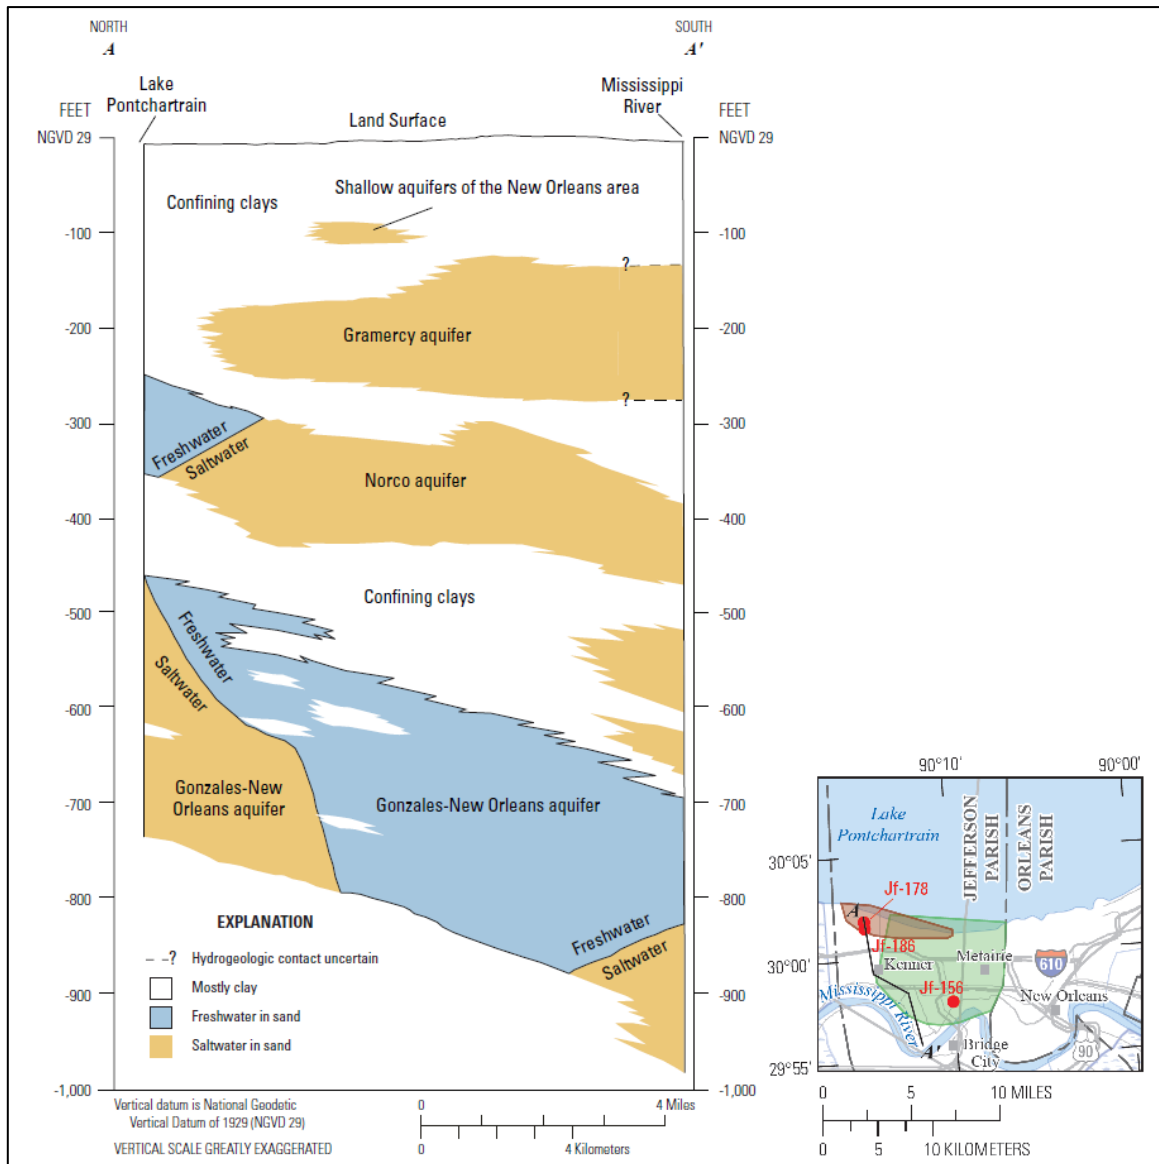 NORTH
A
SOUTH
A'
Lake
Pontchartrain
Mississippi
River
FEET
NGVD 29
Land Surface
FEET
NGVD 29
Shallow aquifers of the New Orleans area
Confining clays
-100
-100
?
-200
Gramercy aquifer
-200
?
-300
Freshwater
Saltwater
-300
Norco aquifer
-400
-400
Confining clays
-500
-500
Freshwater
Saltwater
-600
-600
Gonzales-New
Orleans aquifer
Gonzales-New Orleans aquifer
-700
-700
-800
-800
Freshwater
Saltwater
-900
-900
-1,000
-1,000
EXPLANATION
– –? Hydrogeologic contact uncertain
Mostly clay
Freshwater in sand
Saltwater in sand
Vertical datum is National Geodetic
Vertical Datum of 1929 (NGVD 29)
VERTICAL SCALE GREATLY EXAGGERATED
0 4 Miles
0 4 Kilometers
90°10' 90°00'
Lake
Pontchartrain
JEFFERSON
PARISH
ORLEANS
PARISH
30°05'
Jf-178
A
Jf-186
Kenner
Metairie
610
30°00'
Jf-156
New Orleans
Mississippi River
A'
Bridge
City
90
29°55'
0 5 10 MILES
0 5 10 KILOMETERS